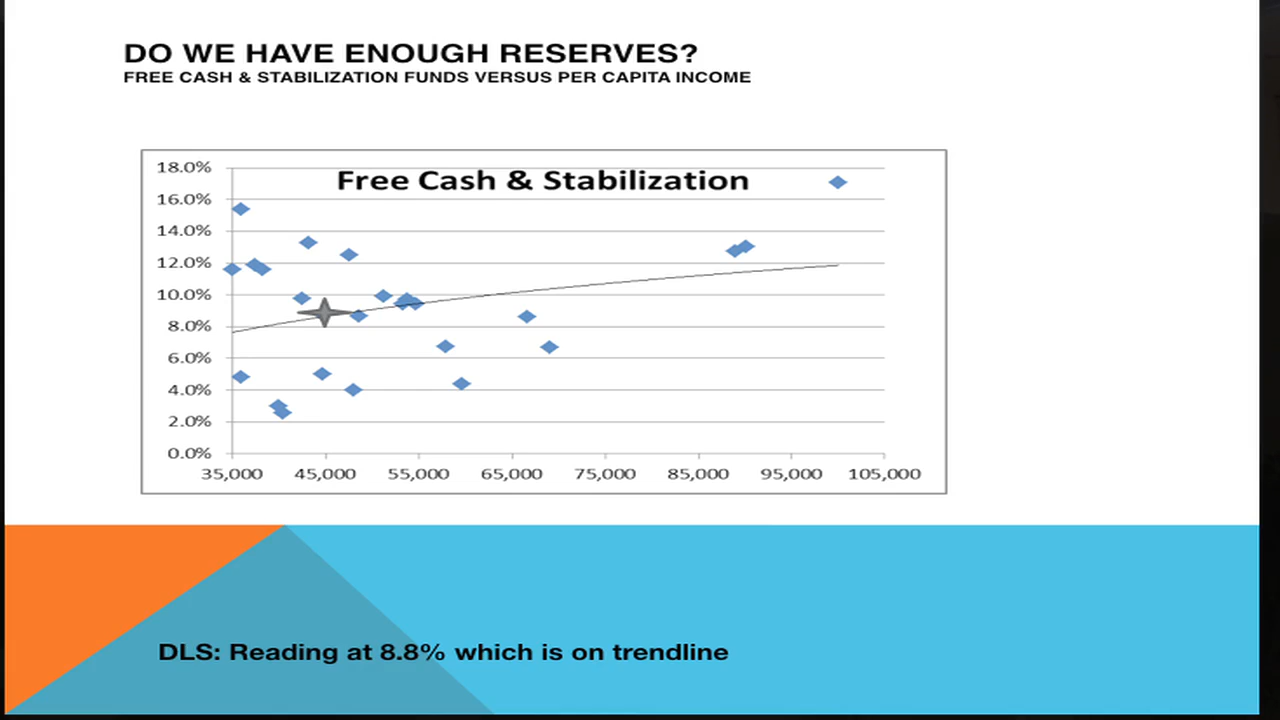 DO WE HAVE ENOUGH RESERVES?
FREE CASH & STABILIZATION FUNDS VERSUS PER CAPITA INCOME
Free Cash & Stabilization
18.0%
16.0%
14.0%
12.0%
10.0%
8.0%
6.0%
4.0%
2.0%
0.0%
35,000 45,000 55,000 65,000 75,000 85,000 95,000 105,000
DLS: Reading at 8.8% which is on trendline